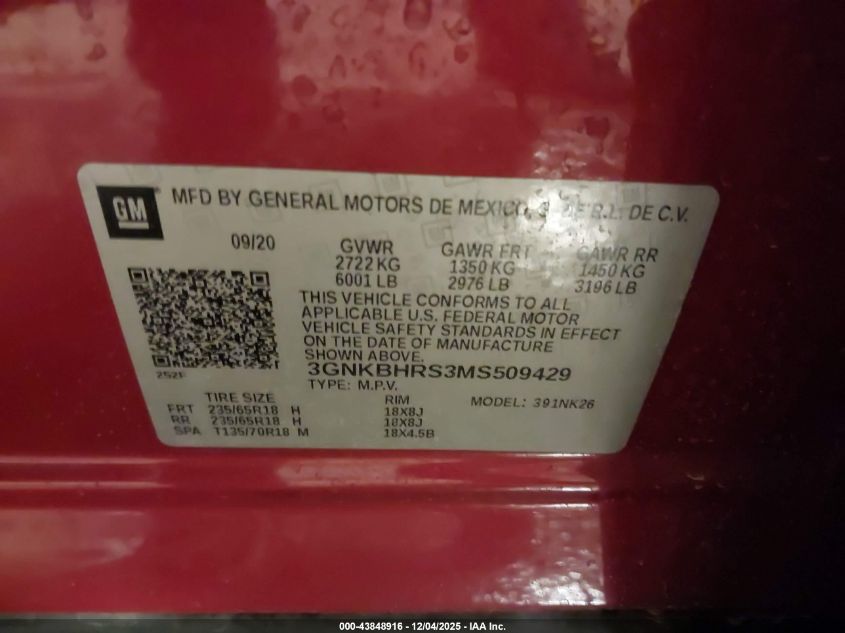 GM
MFD BY GENERAL MOTORS DE MEXICO, S. DE R.L. DE C.V.
09/20 GVWR GAWR FRT GAWR RR
2722 KG 1350 KG 1450 KG
6001 LB 2976 LB 3196 LB
THIS VEHICLE CONFORMS TO ALL
APPLICABLE U.S. FEDERAL MOTOR
VEHICLE SAFETY STANDARDS IN EFFECT
ON THE DATE OF MANUFACTURE
SHOWN ABOVE.
252F
3GNKBHRS3MS509429
TYPE: M.P.V.
TIRE SIZE RIM MODEL: 391NK26
FRT 235/65R18 H 18X8J
RR 235/65R18 H 18X8J
SPA T135/70R18 M 18X4.5B
000-43848916 - 12/04/2025 - IAA Inc.